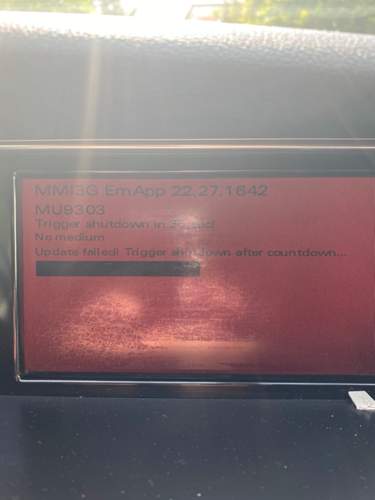 MMI3G EmApp 22.27.1642
MU9303
Trigger shutdown in
No medium
Update failed! Trigger shutdown after countdown...